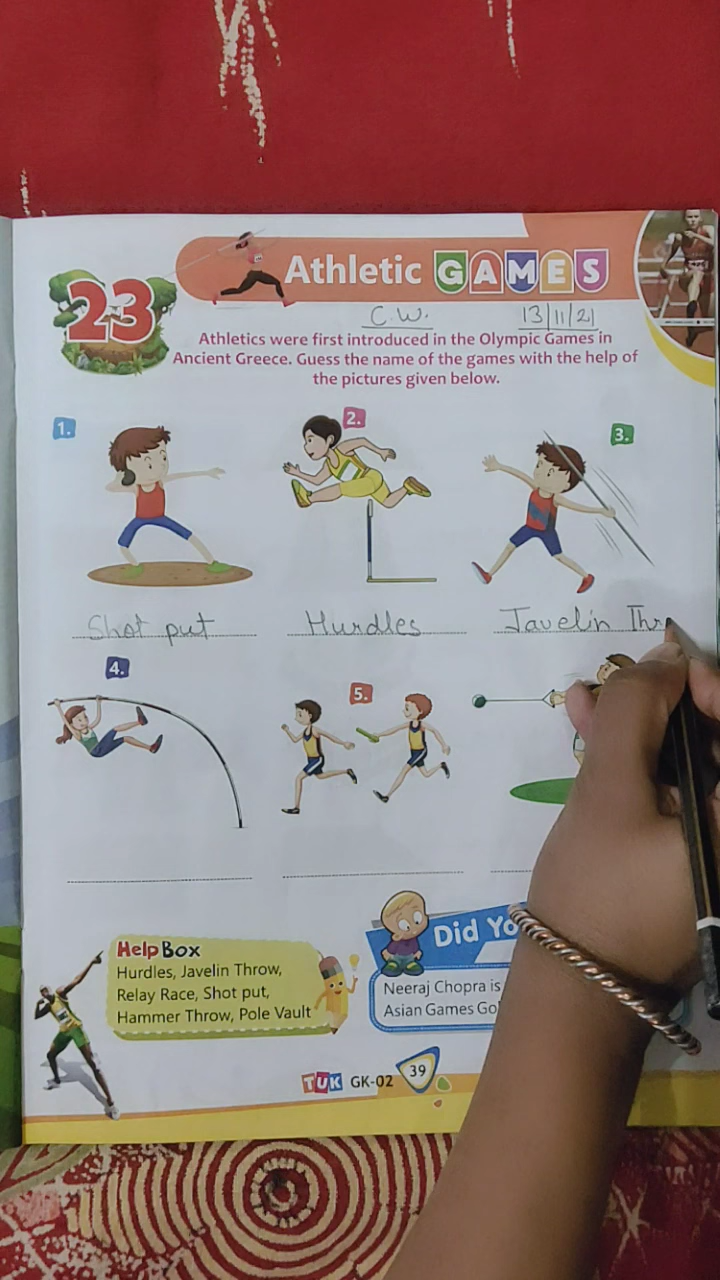 23
Athletic GAMES
C.W. 13/11/21
Athletics were first introduced in the Olympic Games in
Ancient Greece. Guess the name of the games with the help of
the pictures given below.
1.
2.
3.
Shot put Hurdles Javelin Thr
4.
5.
HelpBox
Hurdles, Javelin Throw,
Relay Race, Shot put,
Hammer Throw, Pole Vault
Did Yo
Neeraj Chopra is
Asian Games Go
TUK GK-02 39